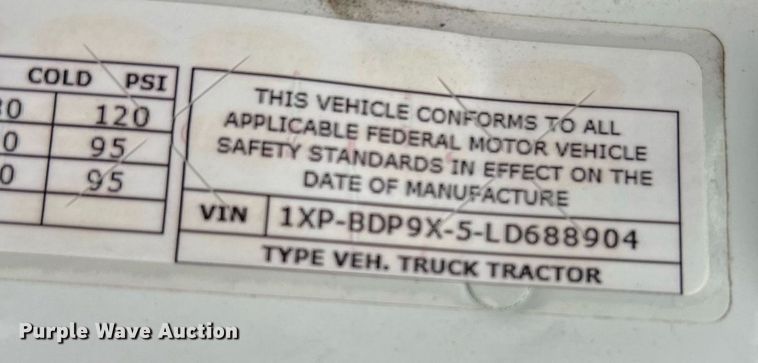 COLD PSI
120
95
95
THIS VEHICLE CONFORMS TO ALL
APPLICABLE FEDERAL MOTOR VEHICLE
SAFETY STANDARDS IN EFFECT ON THE
DATE OF MANUFACTURE
VIN 1XP-BDP9X-5-LD688904
TYPE VEH. TRUCK TRACTOR
Purple Wave Auction